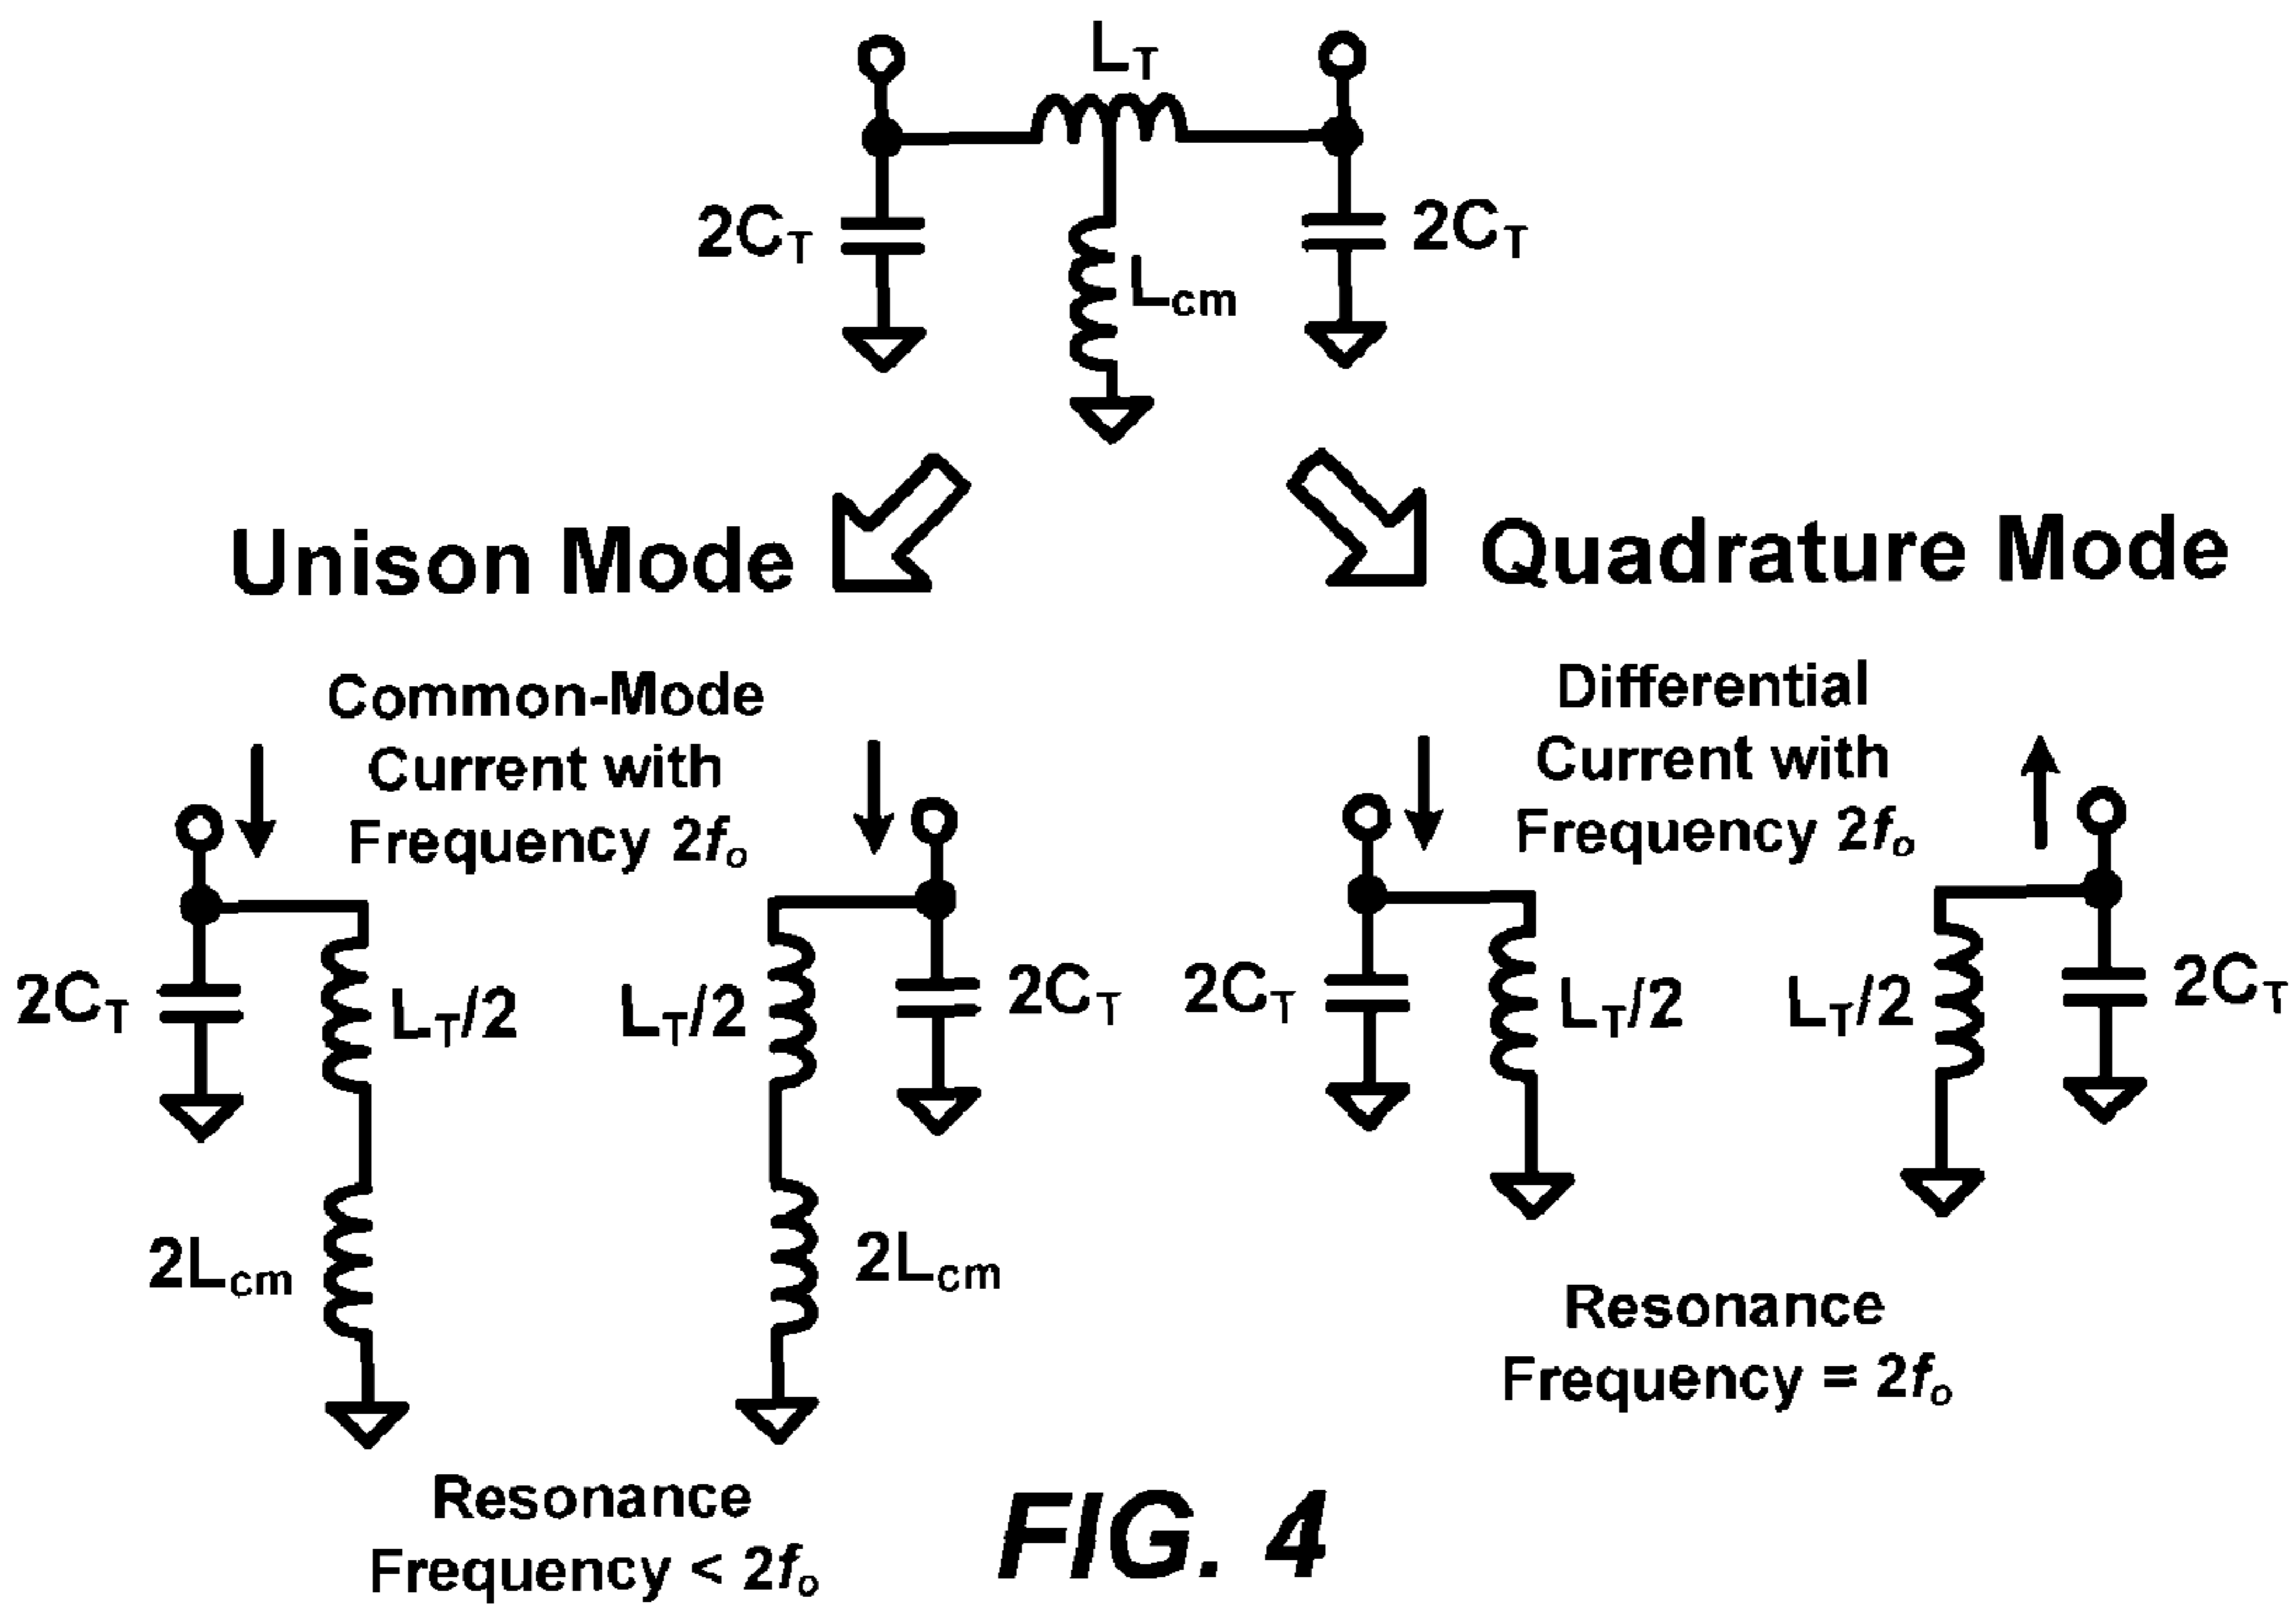 LT
2CT
2CT
Lcm
Unison Mode
Quadrature Mode
Common-Mode
Current with
Frequency 2fo
Differential
Current with
Frequency 2fo
2CT
LT/2
LT/2
2CT
2CT
LT/2
LT/2
2CT
2Lcm
2Lcm
Resonance
Frequency = 2fo
Resonance
Frequency < 2fo
FIG. 4